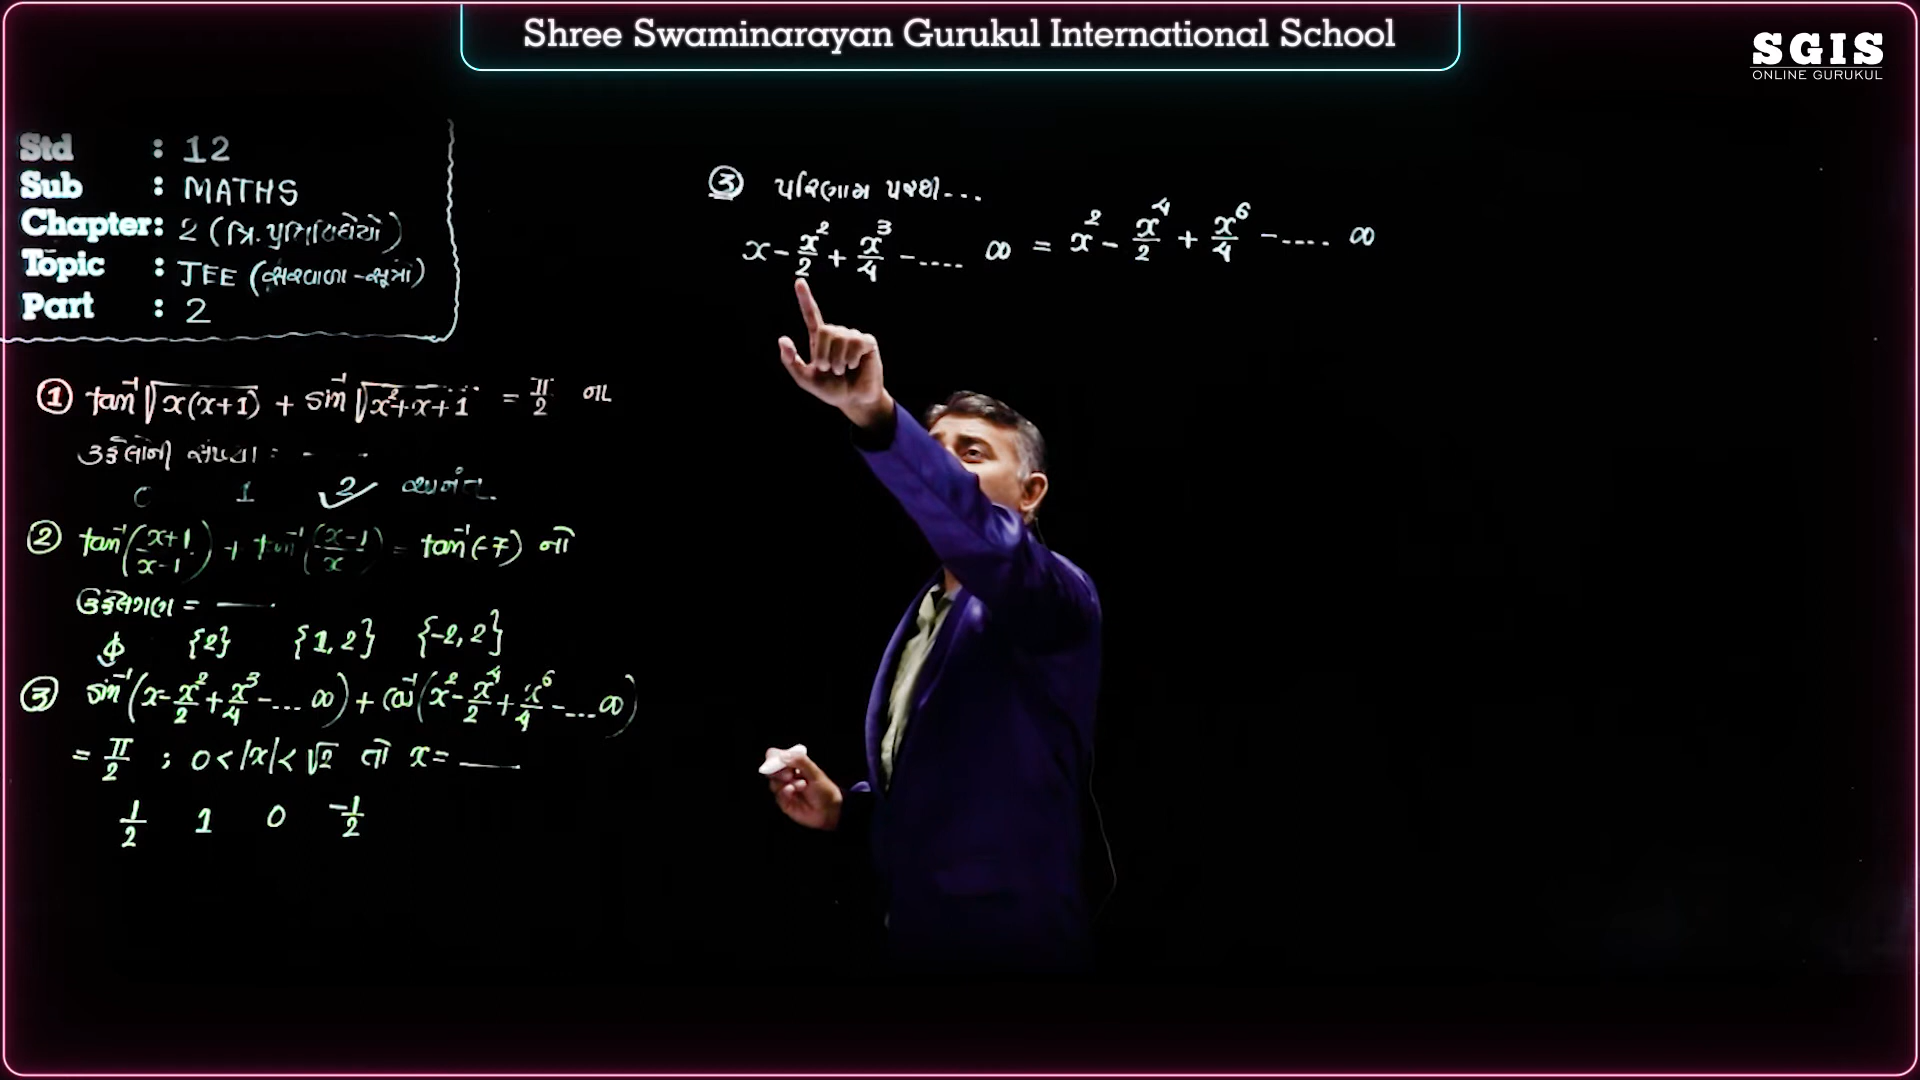 Shree Swaminarayan Gurukul International School
SGIS
ONLINE GURUKUL
Std : 12
Sub : MATHS
Chapter: 2 (ત્રિ. પ્રતિવિધેયો)
Topic : JEE (સરવાળા-સૂત્રો)
Part : 2
① tan⁻¹√x(x+1) + sin⁻¹√x²+x+1 = π/2 ના
ઉકેલોની સંખ્યા = ....
0 1 2 અનંત
② tan⁻¹(x+1/x-1) + tan⁻¹(x-1/x) = tan⁻¹(-7) નો
ઉકેલગણ = ____
ϕ {2} {1, 2} {-2, 2}
③ sin⁻¹(x - x²/2 + x³/4 - .... ∞) + cos⁻¹(x² - x⁴/2 + x⁶/4 - .... ∞)
= π/2 ; 0 < |x| < √2 તો x = ____
1/2 1 0 -1/2
③ પરિણામ પરથી...
x - x²/2 + x³/4 - .... ∞ = x² - x⁴/2 + x⁶/4 - .... ∞